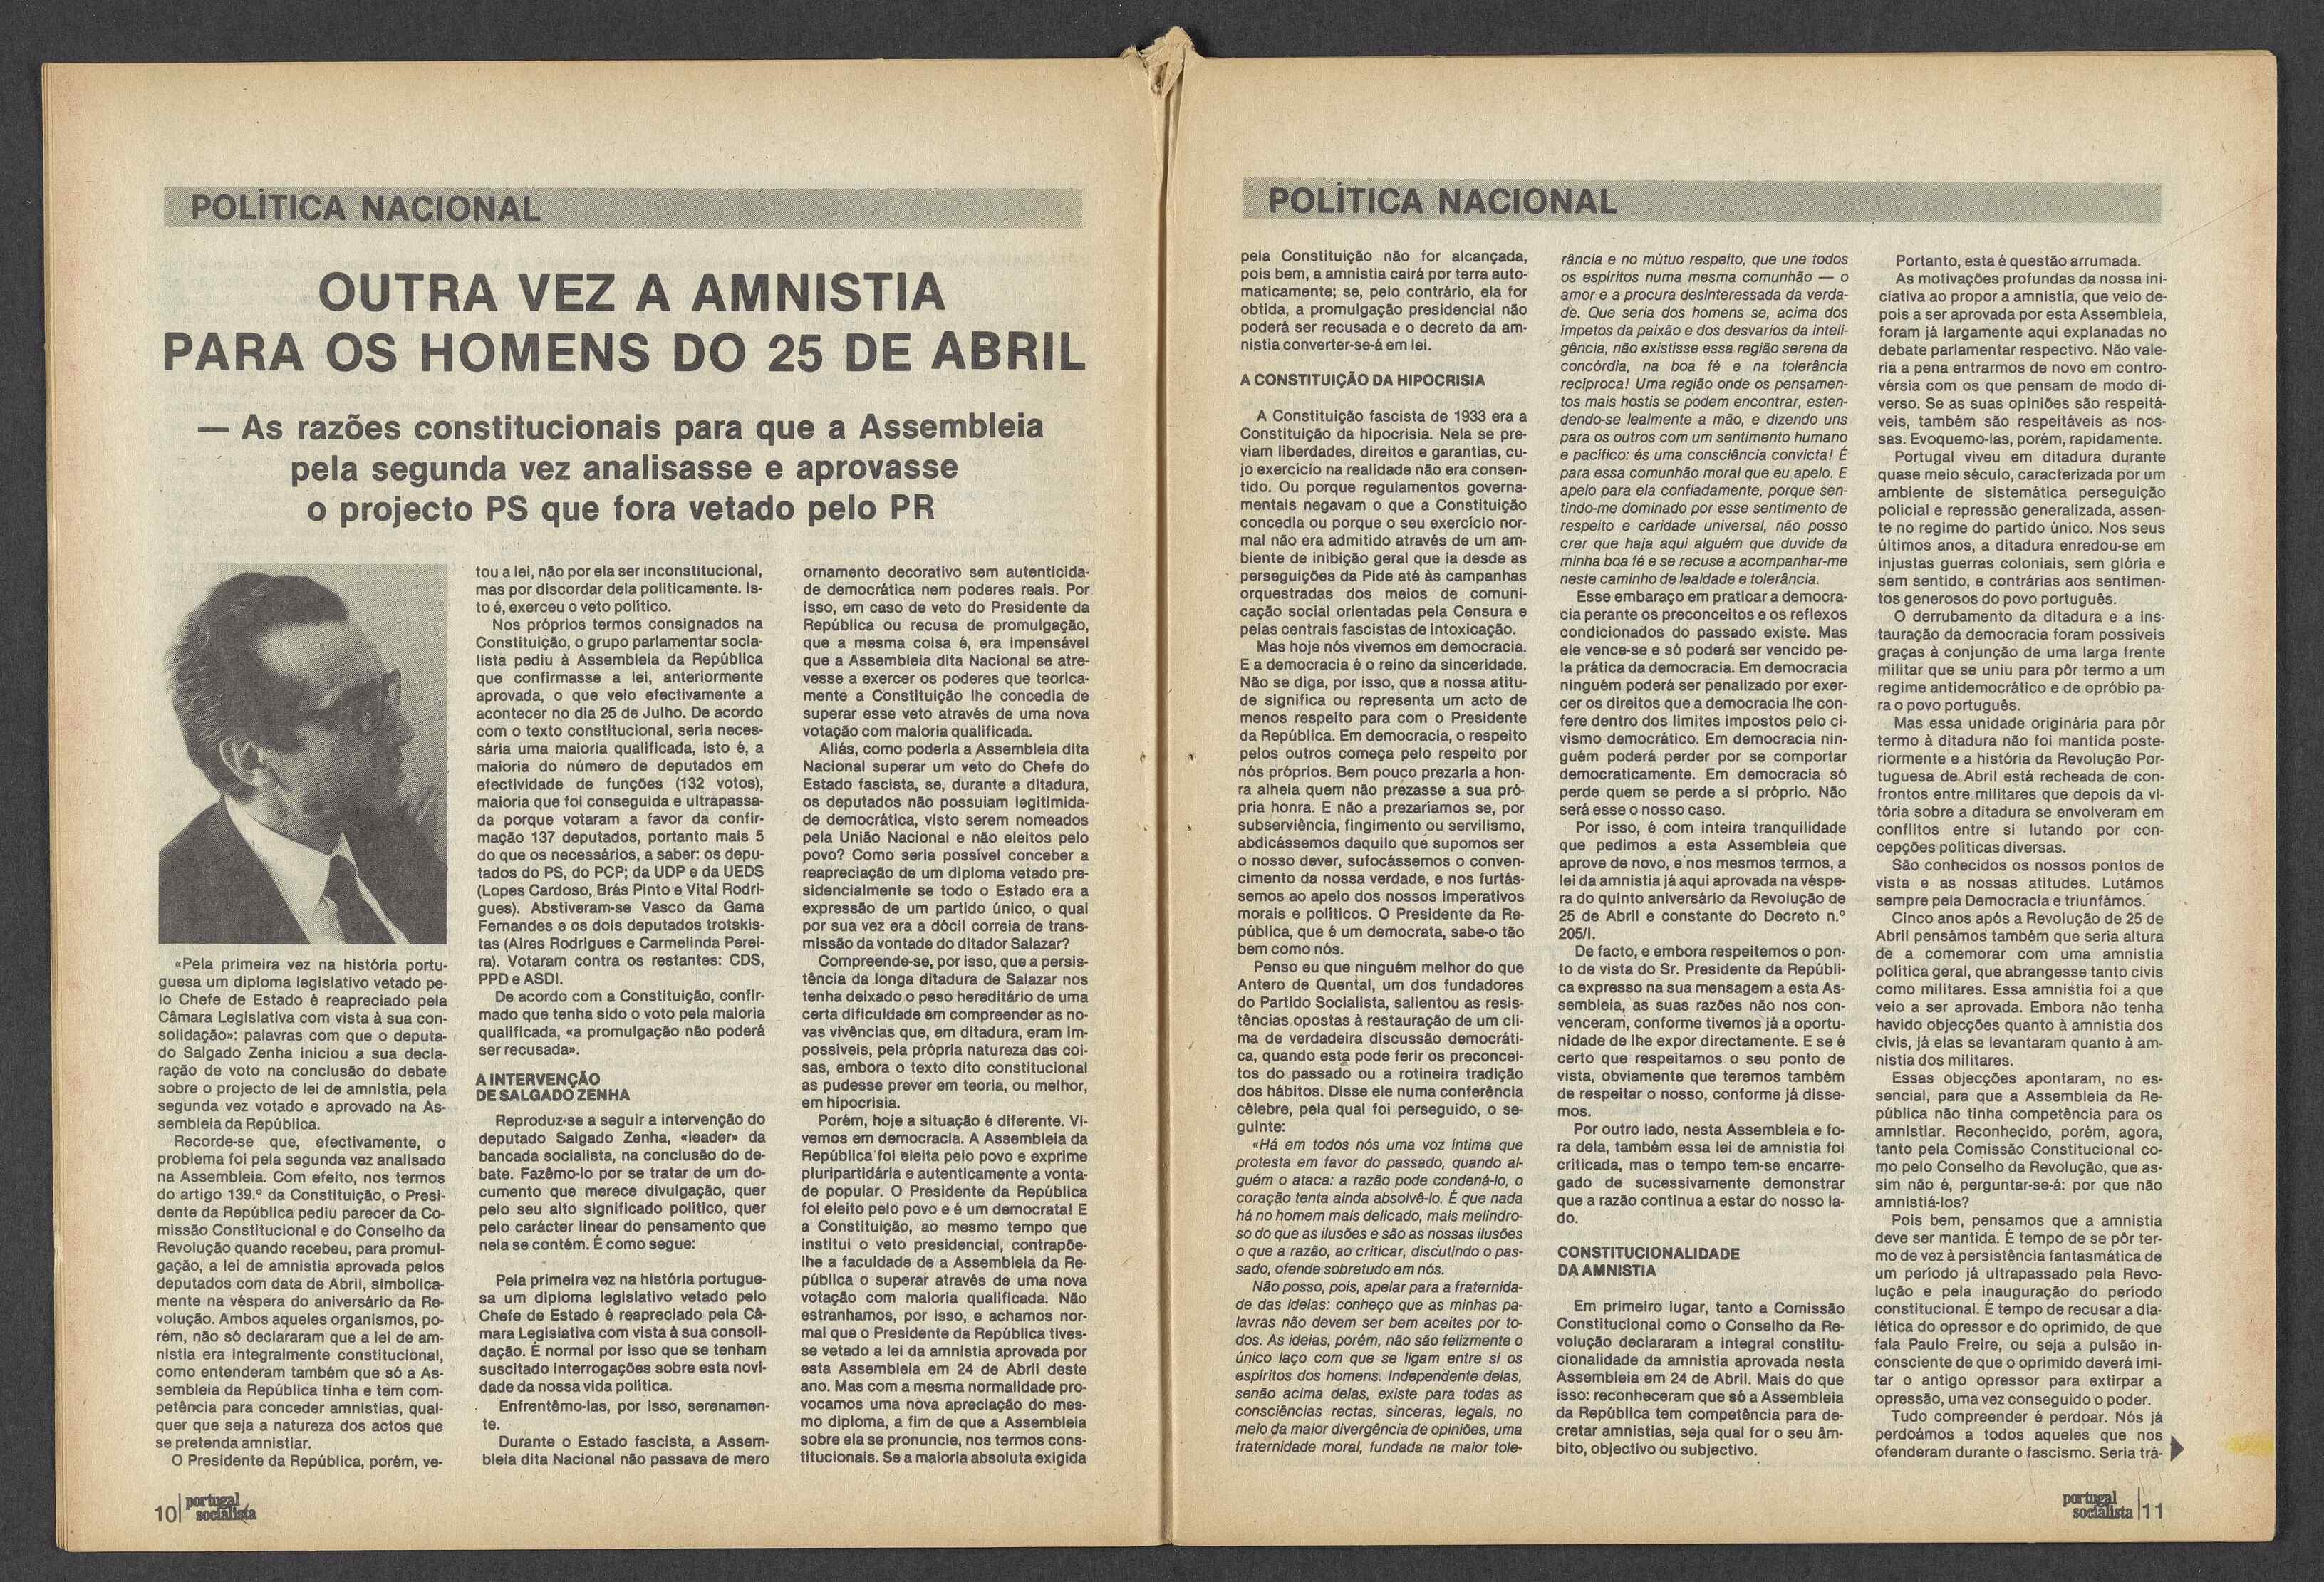 POLÍTICA NACIONAL
OUTRA VEZ A AMNISTIA
PARA OS HOMENS DO 25 DE ABRIL
— As razões constitucionais para que a Assembleia
pela segunda vez analisasse e aprovasse
o projecto PS que fora vetado pelo PR
«Pela primeira vez na história portu-
guesa um diploma legislativo vetado pe-
lo Chefe de Estado é reapreciado pela
Câmara Legislativa com vista à sua con-
solidação»: palavras com que o deputa-
do Salgado Zenha iniciou a sua decla-
ração de voto na conclusão do debate
sobre o projecto de lei de amnistia, pela
segunda vez votado e aprovado na As-
sembleia da República.
Recorde-se que, efectivamente, o
problema foi pela segunda vez analisado
na Assembleia. Com efeito, nos termos
do artigo 139.º da Constituição, o Presi-
dente da República pediu parecer da Co-
missão Constitucional e do Conselho da
Revolução quando recebeu, para promul-
gação, a lei de amnistia aprovada pelos
deputados com data de Abril, simbolica-
mente na véspera do aniversário da Re-
volução. Ambos aqueles organismos, po-
rém, não só declararam que a lei de am-
nistia era integralmente constitucional,
como entenderam também que só a As-
sembleia da República tinha e tem com-
petência para conceder amnistias, qual-
quer que seja a natureza dos actos que
se pretenda amnistiar.
O Presidente da República, porém, ve-
tou a lei, não por ela ser inconstitucional,
mas por discordar dela politicamente. Is-
to é, exerceu o veto político.
Nos próprios termos consignados na
Constituição, o grupo parlamentar socia-
lista pediu à Assembleia da República
que confirmasse a lei, anteriormente
aprovada, o que veio efectivamente a
acontecer no dia 25 de Julho. De acordo
com o texto constitucional, seria neces-
sária uma maioria qualificada, isto é, a
maioria do número de deputados em
efectividade de funções (132 votos),
maioria que foi conseguida e ultrapassa-
da porque votaram a favor da confir-
mação 137 deputados, portanto mais 5
do que os necessários, a saber: os depu-
tados do PS, do PCP; da UDP e da UEDS
(Lopes Cardoso, Brás Pinto e Vital Rodri-
gues). Abstiveram-se Vasco da Gama
Fernandes e os dois deputados trotskis-
tas (Aires Rodrigues e Carmelinda Perei-
ra). Votaram contra os restantes: CDS,
PPD e ASDI.
De acordo com a Constituição, confir-
mado que tenha sido o voto pela maioria
qualificada, «a promulgação não poderá
ser recusada».
A INTERVENÇÃO
DE SALGADO ZENHA
Reproduz-se a seguir a intervenção do
deputado Salgado Zenha, «leader» da
bancada socialista, na conclusão do de-
bate. Fazêmo-lo por se tratar de um do-
cumento que merece divulgação, quer
pelo seu alto significado político, quer
pelo carácter linear do pensamento que
nela se contém. É como segue:
Pela primeira vez na história portugue-
sa um diploma legislativo vetado pelo
Chefe de Estado é reapreciado pela Câ-
mara Legislativa com vista à sua consoli-
dação. É normal por isso que se tenham
suscitado interrogações sobre esta novi-
dade da nossa vida política.
Enfrentêmo-las, por isso, serenamen-
te.
Durante o Estado fascista, a Assem-
bleia dita Nacional não passava de mero
ornamento decorativo sem autenticida-
de democrática nem poderes reais. Por
isso, em caso de veto do Presidente da
República ou recusa de promulgação,
que a mesma coisa é, era impensável
que a Assembleia dita Nacional se atre-
vesse a exercer os poderes que teorica-
mente a Constituição lhe concedia de
superar esse veto através de uma nova
votação com maioria qualificada.
Aliás, como poderia a Assembleia dita
Nacional superar um veto do Chefe do
Estado fascista, se, durante a ditadura,
os deputados não possuiam legitimida-
de democrática, visto serem nomeados
pela União Nacional e não eleitos pelo
povo? Como seria possível conceber a
reapreciação de um diploma vetado pre-
sidencialmente se todo o Estado era a
expressão de um partido único, o qual
por sua vez era a dócil correia de trans-
missão da vontade do ditador Salazar?
Compreende-se, por isso, que a persis-
tência da longa ditadura de Salazar nos
tenha deixado o peso hereditário de uma
certa dificuldade em compreender as no-
vas vivências que, em ditadura, eram im-
possíveis, pela própria natureza das coi-
sas, embora o texto dito constitucional
as pudesse prever em teoria, ou melhor,
em hipocrisia.
Porém, hoje a situação é diferente. Vi-
vemos em democracia. A Assembleia da
República foi eleita pelo povo e exprime
pluripartidária e autenticamente a vonta-
de popular. O Presidente da República
foi eleito pelo povo e é um democrata! E
a Constituição, ao mesmo tempo que
institui o veto presidencial, contrapõe-
lhe a faculdade de a Assembleia da Re-
pública o superar através de uma nova
votação com maioria qualificada. Não
estranhamos, por isso, e achamos nor-
mal que o Presidente da República tives-
se vetado a lei da amnistia aprovada por
esta Assembleia em 24 de Abril deste
ano. Mas com a mesma normalidade pro-
vocamos uma nova apreciação do mes-
mo diploma, a fim de que a Assembleia
sobre ela se pronuncie, nos termos cons-
titucionais. Se a maioria absoluta exigida
10 portugal
socialista
POLÍTICA NACIONAL
pela Constituição não for alcançada,
pois bem, a amnistia cairá por terra auto-
maticamente; se, pelo contrário, ela for
obtida, a promulgação presidencial não
poderá ser recusada e o decreto da am-
nistia converter-se-á em lei.
A CONSTITUIÇÃO DA HIPOCRISIA
A Constituição fascista de 1933 era a
Constituição da hipocrisia. Nela se pre-
viam liberdades, direitos e garantias, cu-
jo exercício na realidade não era consen-
tido. Ou porque regulamentos governa-
mentais negavam o que a Constituição
concedia ou porque o seu exercício nor-
mal não era admitido através de um am-
biente de inibição geral que ia desde as
perseguições da Pide até às campanhas
orquestradas dos meios de comuni-
cação social orientadas pela Censura e
pelas centrais fascistas de intoxicação.
Mas hoje nós vivemos em democracia.
E a democracia é o reino da sinceridade.
Não se diga, por isso, que a nossa atitu-
de significa ou representa um acto de
menos respeito para com o Presidente
da República. Em democracia, o respeito
pelos outros começa pelo respeito por
nós próprios. Bem pouco prezaria a hon-
ra alheia quem não prezasse a sua pró-
pria honra. E não a prezaríamos se, por
subserviência, fingimento ou servilismo,
abdicássemos daquilo que supomos ser
o nosso dever, sufocássemos o conven-
cimento da nossa verdade, e nos furtás-
semos ao apelo dos nossos imperativos
morais e políticos. O Presidente da Re-
pública, que é um democrata, sabe-o tão
bem como nós.
Penso eu que ninguém melhor do que
Antero de Quental, um dos fundadores
do Partido Socialista, salientou as resis-
tências opostas à restauração de um cli-
ma de verdadeira discussão democráti-
ca, quando esta pode ferir os preconcei-
tos do passado ou a rotineira tradição
dos hábitos. Disse ele numa conferência
célebre, pela qual foi perseguido, o se-
guinte:
«Há em todos nós uma voz íntima que
protesta em favor do passado, quando al-
guém o ataca: a razão pode condená-lo, o
coração tenta ainda absolvê-lo. É que nada
há no homem mais delicado, mais melindro-
so do que as ilusões e são as nossas ilusões
o que a razão, ao criticar, discutindo o pas-
sado, ofende sobretudo em nós.
Não posso, pois, apelar para a fraternida-
de das ideias: conheço que as minhas pa-
lavras não devem ser bem aceites por to-
dos. As ideias, porém, não são felizmente o
único laço com que se ligam entre si os
espíritos dos homens. Independente delas,
senão acima delas, existe para todas as
consciências rectas, sinceras, legais, no
meio da maior divergência de opiniões, uma
fraternidade moral, fundada na maior tole-
rância e no mútuo respeito, que une todos
os espíritos numa mesma comunhão — o
amor e a procura desinteressada da verda-
de. Que seria dos homens se, acima dos
ímpetos da paixão e dos desvarios da inteli-
gência, não existisse essa região serena da
concórdia, na boa fé e na tolerância
recíproca! Uma região onde os pensamen-
tos mais hostis se podem encontrar, esten-
dendo-se lealmente a mão, e dizendo uns
para os outros com um sentimento humano
e pacífico: és uma consciência convicta! É
para essa comunhão moral que eu apelo. E
apelo para ela confiadamente, porque sen-
tindo-me dominado por esse sentimento de
respeito e caridade universal, não posso
crer que haja aqui alguém que duvide da
minha boa fé e se recuse a acompanhar-me
neste caminho de lealdade e tolerância.
Esse embaraço em praticar a democra-
cia perante os preconceitos e os reflexos
condicionados do passado existe. Mas
ele vence-se e só poderá ser vencido pe-
la prática da democracia. Em democracia
ninguém poderá ser penalizado por exer-
cer os direitos que a democracia lhe con-
fere dentro dos limites impostos pelo ci-
vismo democrático. Em democracia nin-
guém poderá perder por se comportar
democraticamente. Em democracia só
perde quem se perde a si próprio. Não
será esse o nosso caso.
Por isso, é com inteira tranquilidade
que pedimos a esta Assembleia que
aprove de novo, e nos mesmos termos, a
lei da amnistia já aqui aprovada na véspe-
ra do quinto aniversário da Revolução de
25 de Abril e constante do Decreto n.º
205/I.
De facto, e embora respeitemos o pon-
to de vista do Sr. Presidente da Repúbli-
ca expresso na sua mensagem a esta As-
sembleia, as suas razões não nos con-
venceram, conforme tivemos já a oportu-
nidade de lhe expor directamente. E se é
certo que respeitamos o seu ponto de
vista, obviamente que teremos também
de respeitar o nosso, conforme já disse-
mos.
Por outro lado, nesta Assembleia e fo-
ra dela, também essa lei de amnistia foi
criticada, mas o tempo tem-se encarre-
gado de sucessivamente demonstrar
que a razão continua a estar do nosso la-
do.
CONSTITUCIONALIDADE
DA AMNISTIA
Em primeiro lugar, tanto a Comissão
Constitucional como o Conselho da Re-
volução declararam a integral constitu-
cionalidade da amnistia aprovada nesta
Assembleia em 24 de Abril. Mais do que
isso: reconheceram que só a Assembleia
da República tem competência para de-
cretar amnistias, seja qual for o seu âm-
bito, objectivo ou subjectivo.
Portanto, esta é questão arrumada.
As motivações profundas da nossa ini-
ciativa ao propor a amnistia, que veio de-
pois a ser aprovada por esta Assembleia,
foram já largamente aqui explanadas no
debate parlamentar respectivo. Não vale-
ria a pena entrarmos de novo em contro-
vérsia com os que pensam de modo di-
verso. Se as suas opiniões são respeitá-
veis, também são respeitáveis as nos-
sas. Evoquemo-las, porém, rapidamente.
Portugal viveu em ditadura durante
quase meio século, caracterizada por um
ambiente de sistemática perseguição
policial e repressão generalizada, assen-
te no regime do partido único. Nos seus
últimos anos, a ditadura enredou-se em
injustas guerras coloniais, sem glória e
sem sentido, e contrárias aos sentimen-
tos generosos do povo português.
O derrubamento da ditadura e a ins-
tauração da democracia foram possíveis
graças à conjunção de uma larga frente
militar que se uniu para pôr termo a um
regime antidemocrático e de opróbio pa-
ra o povo português.
Mas essa unidade originária para pôr
termo à ditadura não foi mantida poste-
riormente e a história da Revolução Por-
tuguesa de Abril está recheada de con-
frontos entre militares que depois da vi-
tória sobre a ditadura se envolveram em
conflitos entre si lutando por con-
cepções políticas diversas.
São conhecidos os nossos pontos de
vista e as nossas atitudes. Lutámos
sempre pela Democracia e triunfámos.
Cinco anos após a Revolução de 25 de
Abril pensámos também que seria altura
de a comemorar com uma amnistia
política geral, que abrangesse tanto civis
como militares. Essa amnistia foi a que
veio a ser aprovada. Embora não tenha
havido objecções quanto à amnistia dos
civis, já elas se levantaram quanto à am-
nistia dos militares.
Essas objecções apontaram, no es-
sencial, para que a Assembleia da Re-
pública não tinha competência para os
amnistiar. Reconhecido, porém, agora,
tanto pela Comissão Constitucional co-
mo pelo Conselho da Revolução, que as-
sim não é, perguntar-se-á: por que não
amnistiá-los?
Pois bem, pensamos que a amnistia
deve ser mantida. É tempo de se pôr ter-
mo de vez à persistência fantasmática de
um período já ultrapassado pela Revo-
lução e pela inauguração do período
constitucional. É tempo de recusar a dia-
lética do opressor e do oprimido, de que
fala Paulo Freire, ou seja a pulsão in-
consciente de que o oprimido deverá imi-
tar o antigo opressor para extirpar a
opressão, uma vez conseguido o poder.
Tudo compreender é perdoar. Nós já
perdoámos a todos aqueles que nos
ofenderam durante o fascismo. Seria trá-
portugal
socialista 11